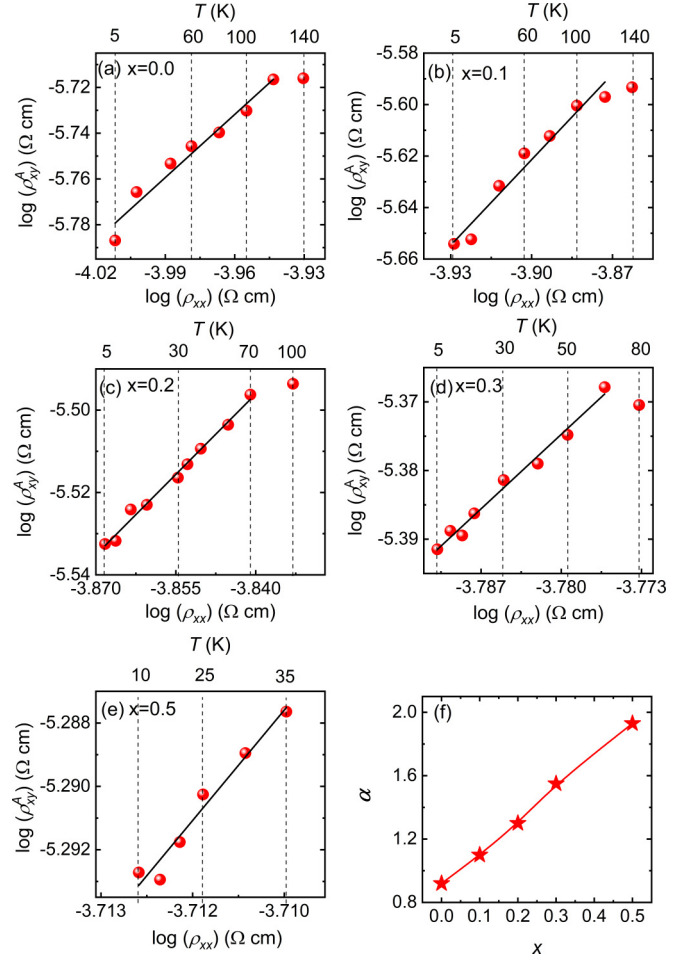 T (K)
5 60 80 100 140
(a) x=0.0
-5.72
-5.74
-5.76
-5.78
log (ρ^A_xy) (Ω cm)
-4.02 -3.99 -3.96 -3.93
log (ρxx) (Ω cm)
T (K)
5 60 100 120 140
(b) x=0.1
-5.58
-5.60
-5.62
-5.64
-5.66
log (ρ^A_xy) (Ω cm)
-3.93 -3.90 -3.87
log (ρxx) (Ω cm)
T (K)
5 30 70 100
(c) x=0.2
-5.50
-5.52
-5.54
log (ρ^A_xy) (Ω cm)
-3.870 -3.855 -3.840
log (ρxx) (Ω cm)
T (K)
5 30 50 80
(d) x=0.3
-5.37
-5.38
-5.39
log (ρ^A_xy) (Ω cm)
-3.787 -3.780 -3.773
log (ρxx) (Ω cm)
T (K)
10 25 35
(e) x=0.5
-5.288
-5.290
-5.292
log (ρ^A_xy) (Ω cm)
-3.713 -3.712 -3.710
log (ρxx) (Ω cm)
(f)
2.0
1.6
1.2
0.8
α
0.0 0.1 0.2 0.3 0.4 0.5
x